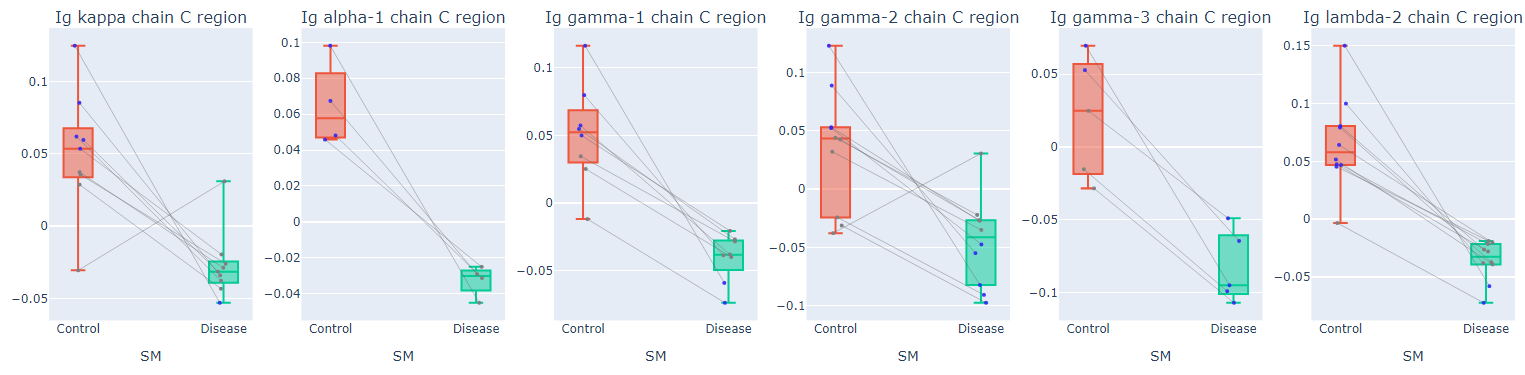 Ig kappa chain C region
0.1
0.05
0
−0.05
Control
Disease
SM
Ig alpha-1 chain C region
0.1
0.08
0.06
0.04
0.02
0
−0.02
−0.04
Control
Disease
SM
Ig gamma-1 chain C region
0.1
0.05
0
−0.05
Control
Disease
SM
Ig gamma-2 chain C region
0.1
0.05
0
−0.05
−0.1
Control
Disease
SM
Ig gamma-3 chain C region
0.05
0
−0.05
−0.1
Control
Disease
SM
Ig lambda-2 chain C region
0.15
0.1
0.05
0
−0.05
Control
Disease
SM